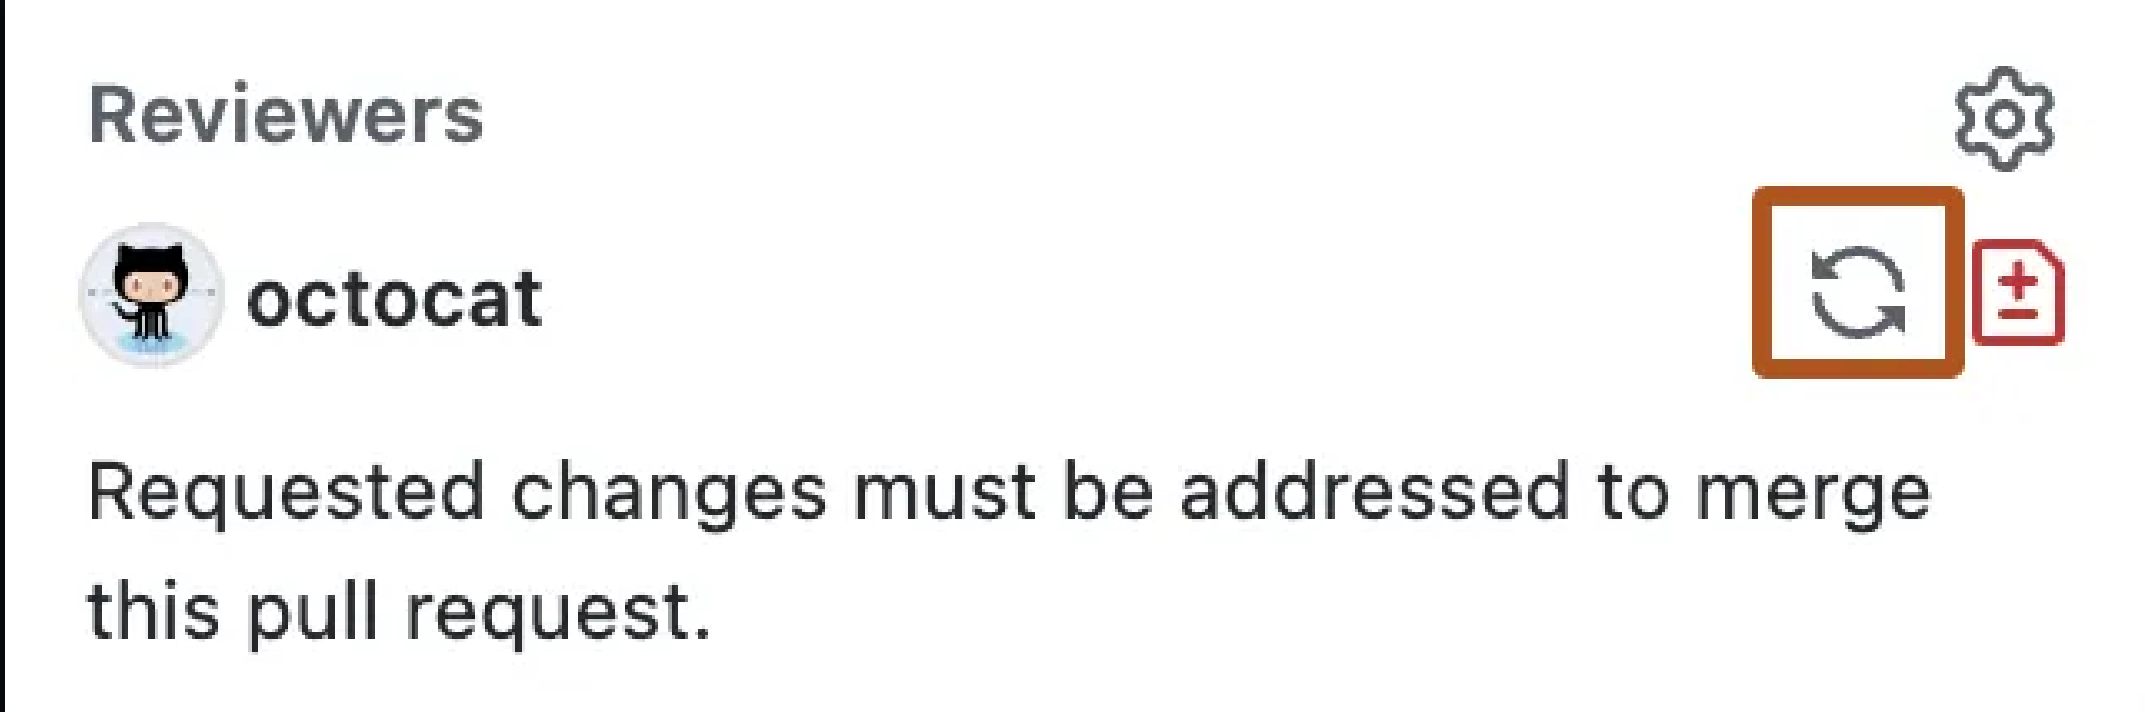 Reviewers
octocat
Requested changes must be addressed to merge
this pull request.